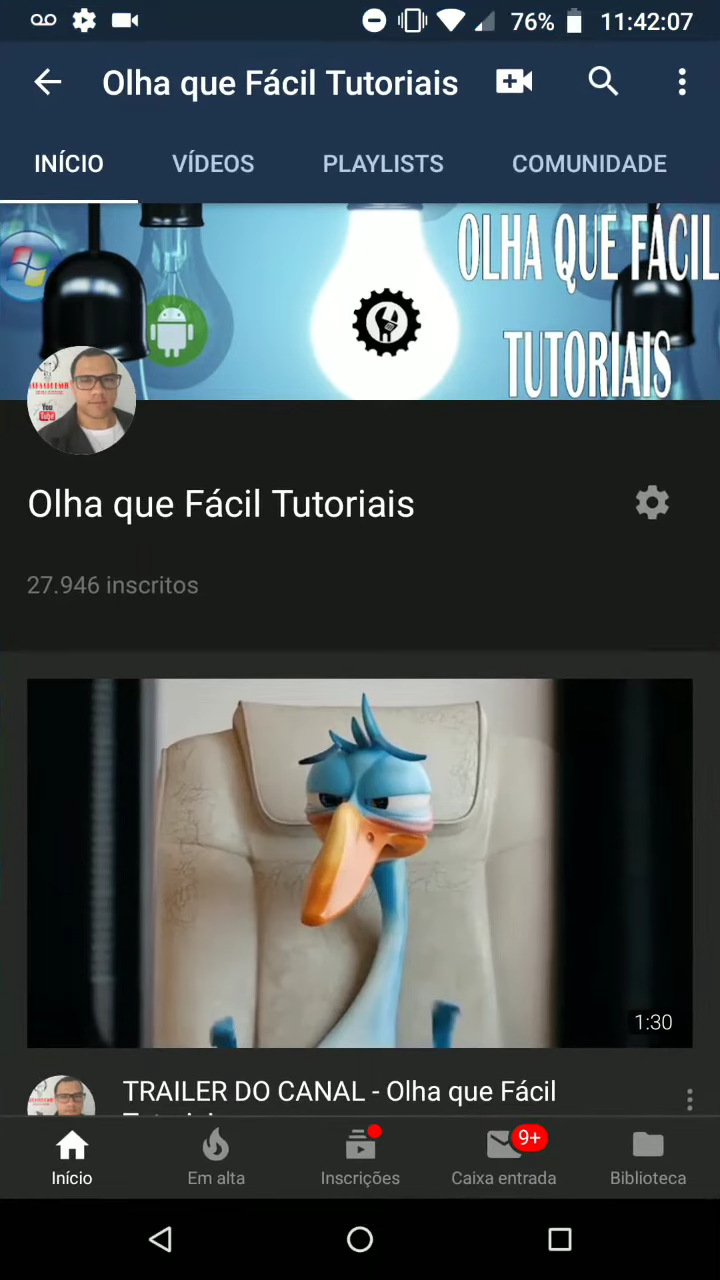 76% 11:42:07
Olha que Fácil Tutoriais
INÍCIO VÍDEOS PLAYLISTS COMUNIDADE
OLHA QUE FÁCIL
TUTORIAIS
You
Tube
Olha que Fácil Tutoriais
27.946 inscritos
1:30
TRAILER DO CANAL - Olha que Fácil
9+
Início Em alta Inscrições Caixa entrada Biblioteca